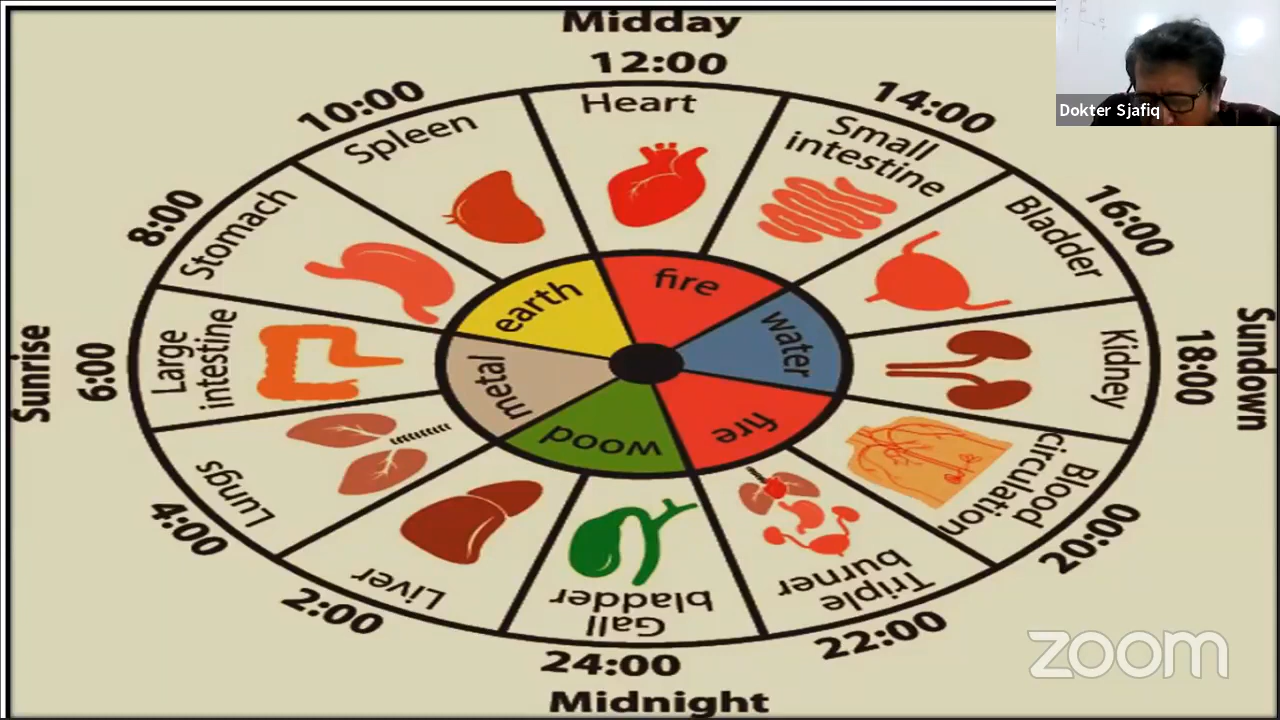 Midday
12:00
Heart
14:00
Small
intestine
16:00
Bladder
Sundown
18:00
Kidney
20:00
Blood
circulation
22:00
Triple
burner
24:00
Midnight
Gall
bladder
2:00
Liver
4:00
Lungs
Sunrise
6:00
Large
intestine
8:00
Stomach
10:00
Spleen
fire
water
fire
wood
metal
earth
Dokter Sjafiq
zoom